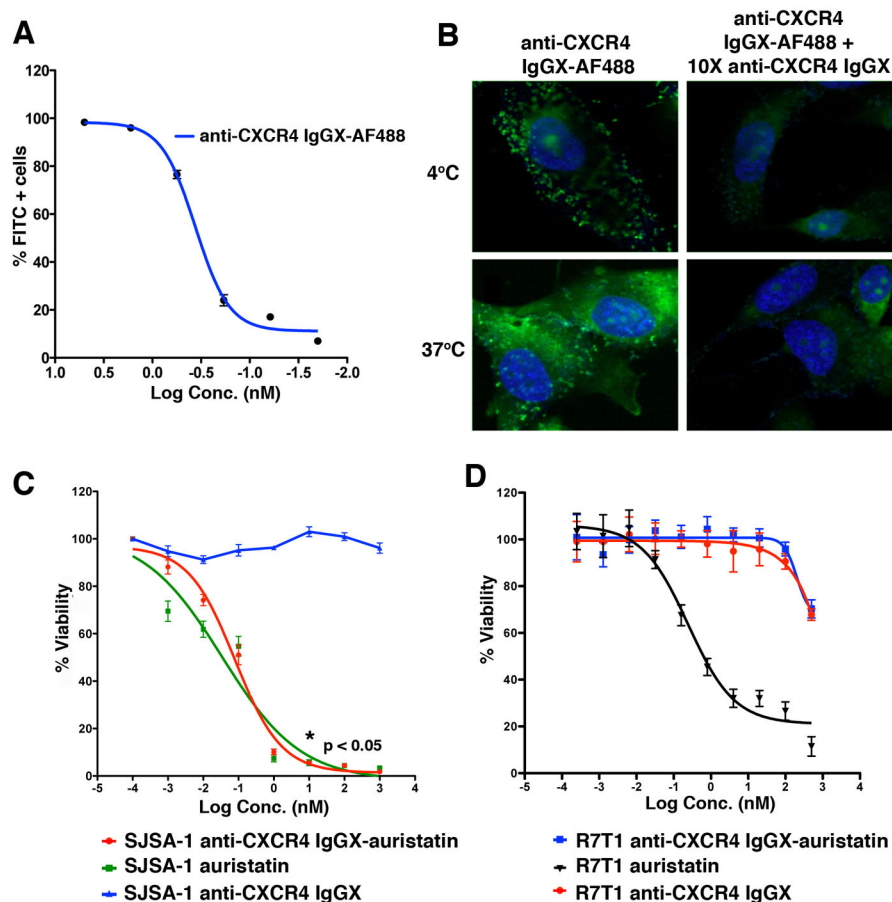 A
% FITC + cells
120
100
80
60
40
20
0
1.0 0.5 0.0 -0.5 -1.0 -1.5 -2.0
Log Conc. (nM)
anti-CXCR4 IgGX-AF488
B
anti-CXCR4
IgGX-AF488
anti-CXCR4
IgGX-AF488 +
10X anti-CXCR4 IgGX
4°C
37°C
C
% Viability
120
100
80
60
40
20
0
-5 -4 -3 -2 -1 0 1 2 3 4
Log Conc. (nM)
*
p < 0.05
SJSA-1 anti-CXCR4 IgGX-auristatin
SJSA-1 auristatin
SJSA-1 anti-CXCR4 IgGX
D
% Viability
120
100
80
60
40
20
0
-5 -4 -3 -2 -1 0 1 2 3 4
Log Conc. (nM)
R7T1 anti-CXCR4 IgGX-auristatin
R7T1 auristatin
R7T1 anti-CXCR4 IgGX